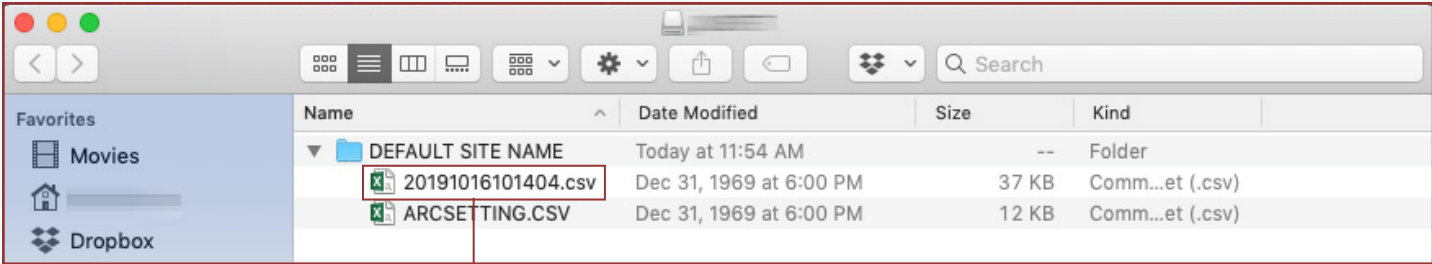 Search
Favorites
Movies
Dropbox
Name Date Modified Size Kind
DEFAULT SITE NAME Today at 11:54 AM -- Folder
20191016101404.csv Dec 31, 1969 at 6:00 PM 37 KB Comm...et (.csv)
ARCSETTING.CSV Dec 31, 1969 at 6:00 PM 12 KB Comm...et (.csv)